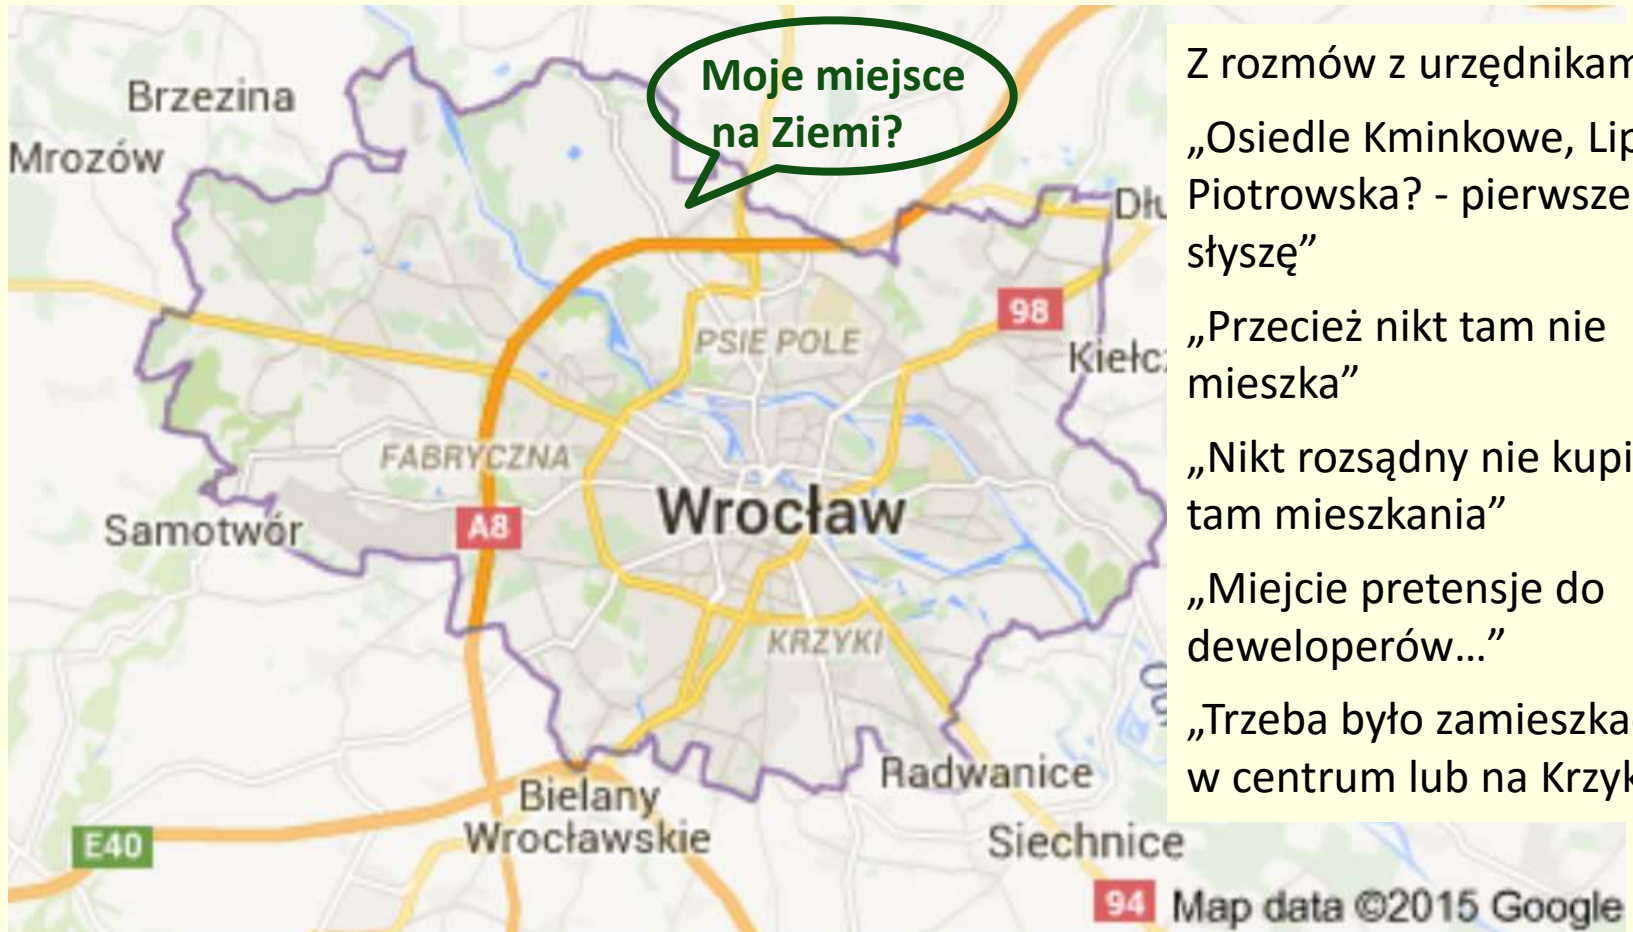 Moje miejsce
na Ziemi?
Brzezina
Mrozów
PSIE POLE
98
FABRYCZNA
Wrocław
Samotwór
A8
KRZYKI
Radwanice
Bielany
Wrocławskie
Siechnice
E40
94
Map data ©2015 Google
Z rozmów z urzędnikam
„Osiedle Kminkowe, Lip
Piotrowska? - pierwsze
słyszę”
„Przecież nikt tam nie
mieszka”
„Nikt rozsądny nie kupi
tam mieszkania”
„Miejcie pretensje do
deweloperów…”
„Trzeba było zamieszka
w centrum lub na Krzyk